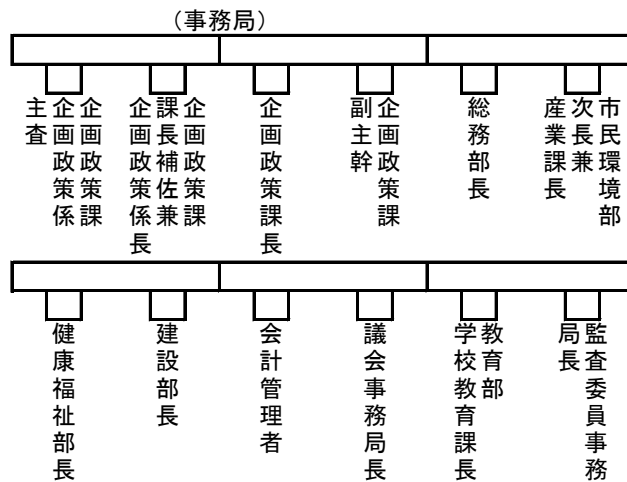 （事務局）
企画政策課
企画政策係
主査
企画政策課
課長補佐兼
企画政策係長
企画政策課長
企画政策課
副主幹
総務部長
市民環境部
次長兼
産業課長
健康福祉部長
建設部長
会計管理者
議会事務局長
教育部
学校教育課長
監査委員事務
局長